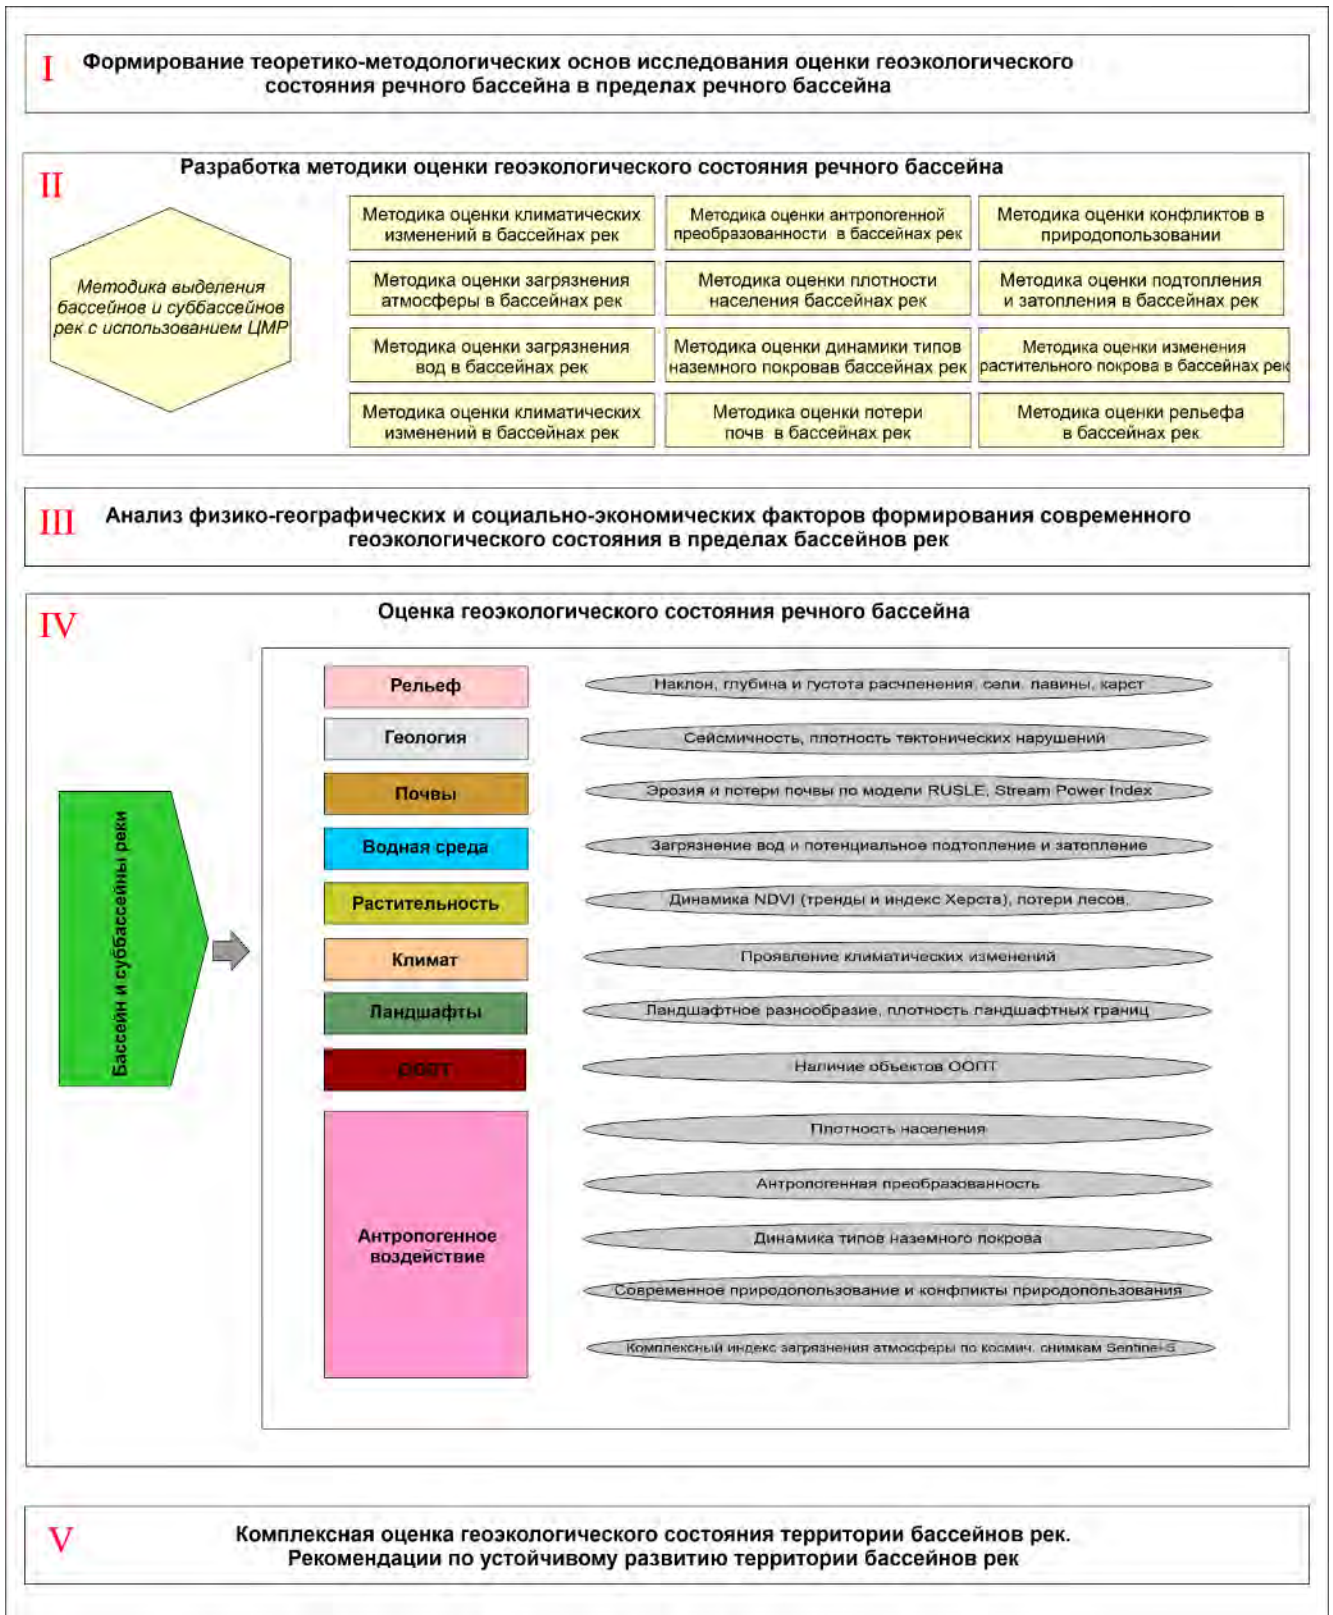 I
Формирование теоретико-методологических основ исследования оценки геоэкологического
состояния речного бассейна в пределах речного бассейна
II
Разработка методики оценки геоэкологического состояния речного бассейна
Методика выделения
бассейнов и суббассейнов
рек с использованием ЦМР
Методика оценки климатических
изменений в бассейнах рек
Методика оценки антропогенной
преобразованности в бассейнах рек
Методика оценки конфликтов в
природопользовании
Методика оценки загрязнения
атмосферы в бассейнах рек
Методика оценки плотности
населения бассейнах рек
Методика оценки подтопления
и затопления в бассейнах рек
Методика оценки загрязнения
вод в бассейнах рек
Методика оценки динамики типов
наземного покровав бассейнах рек
Методика оценки изменения
растительного покрова в бассейнах рек
Методика оценки климатических
изменений в бассейнах рек
Методика оценки потери
почв в бассейнах рек
Методика оценки рельефа
в бассейнах рек
III
Анализ физико-географических и социально-экономических факторов формирования современного
геоэкологического состояния в пределах бассейнов рек
IV
Оценка геоэкологического состояния речного бассейна
Бассейн и суббассейны реки
Рельеф
Наклон, глубина и густота расчленения, сели, лавины, карст
Геология
Сейсмичность, плотность тектонических нарушений
Почвы
Эрозия и потери почвы по модели RUSLE, Stream Power Index
Водная среда
Загрязнение вод и потенциальное подтопление и затопление
Растительность
Динамика NDVI (тренды и индекс Херста), потери лесов,
Климат
Проявление климатических изменений
Ландшафты
Ландшафтное разнообразие, плотность ландшафтных границ
ООПТ
Наличие объектов ООПТ
Антропогенное
воздействие
Плотность населения
Антропогенная преобразованность
Динамика типов наземного покрова
Современное природопользование и конфликты природопользования
Комплексный индекс загрязнения атмосферы по космич. снимкам Sentinel-5
V
Комплексная оценка геоэкологического состояния территории бассейнов рек.
Рекомендации по устойчивому развитию территории бассейнов рек